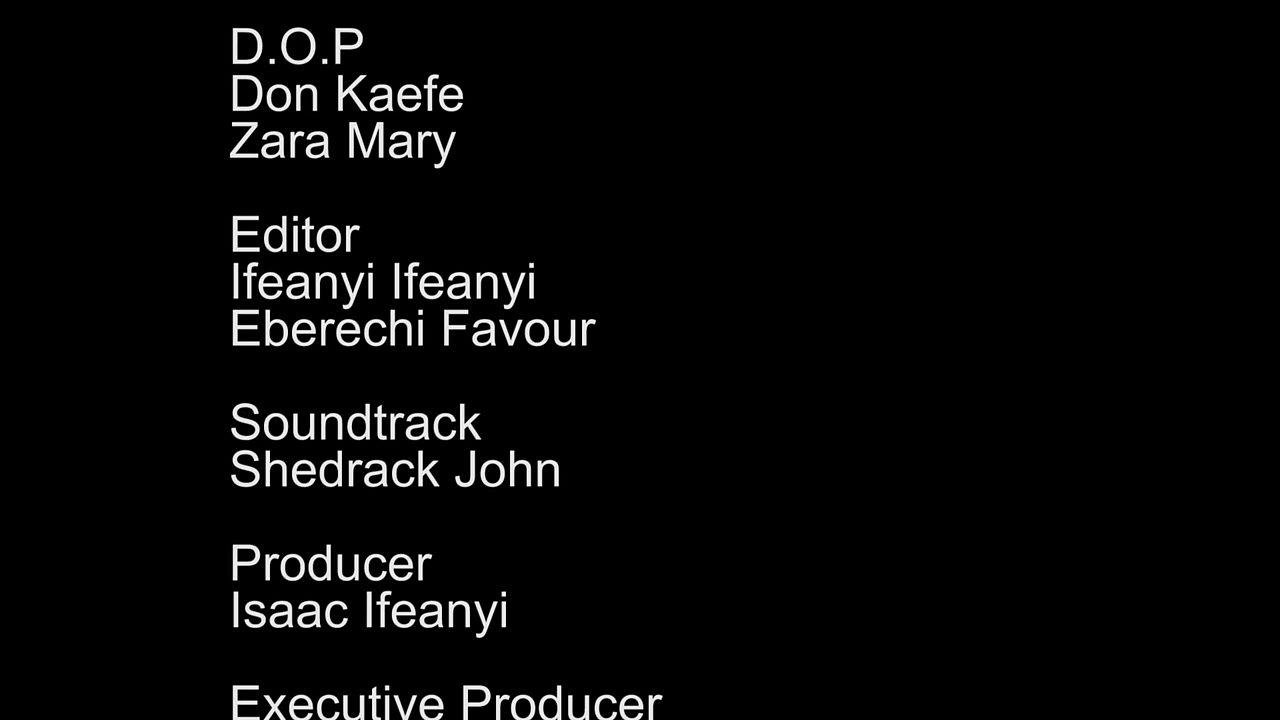 D.O.P
Don Kaefe
Zara Mary
Editor
Ifeanyi Ifeanyi
Eberechi Favour
Soundtrack
Shedrack John
Producer
Isaac Ifeanyi
Executive Producer